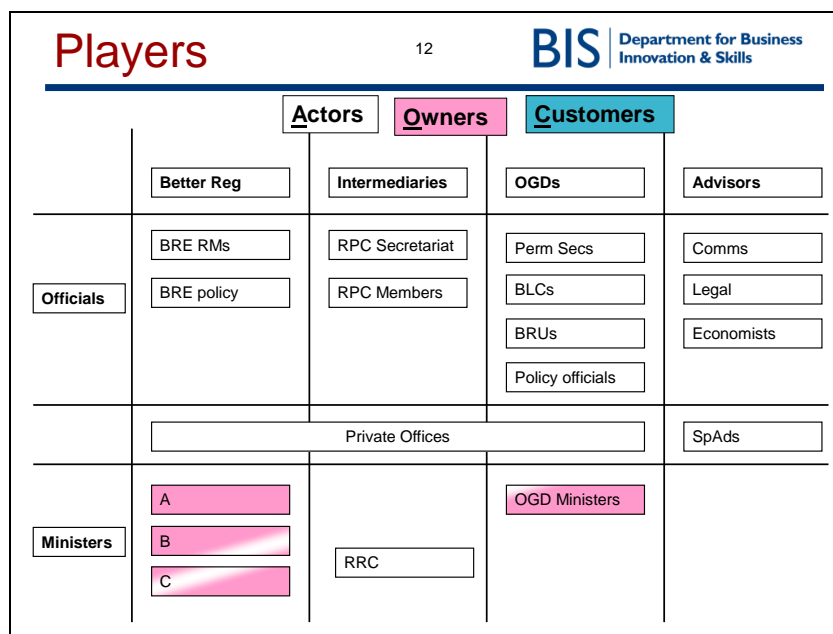 Players
12
BIS
Department for Business
Innovation & Skills
Actors
Owners
Customers
Better Reg
Intermediaries
OGDs
Advisors
Officials
BRE RMs
RPC Secretariat
Perm Secs
Comms
BRE policy
RPC Members
BLCs
Legal
BRUs
Economists
Policy officials
Private Offices
SpAds
Ministers
A
OGD Ministers
B
RRC
C